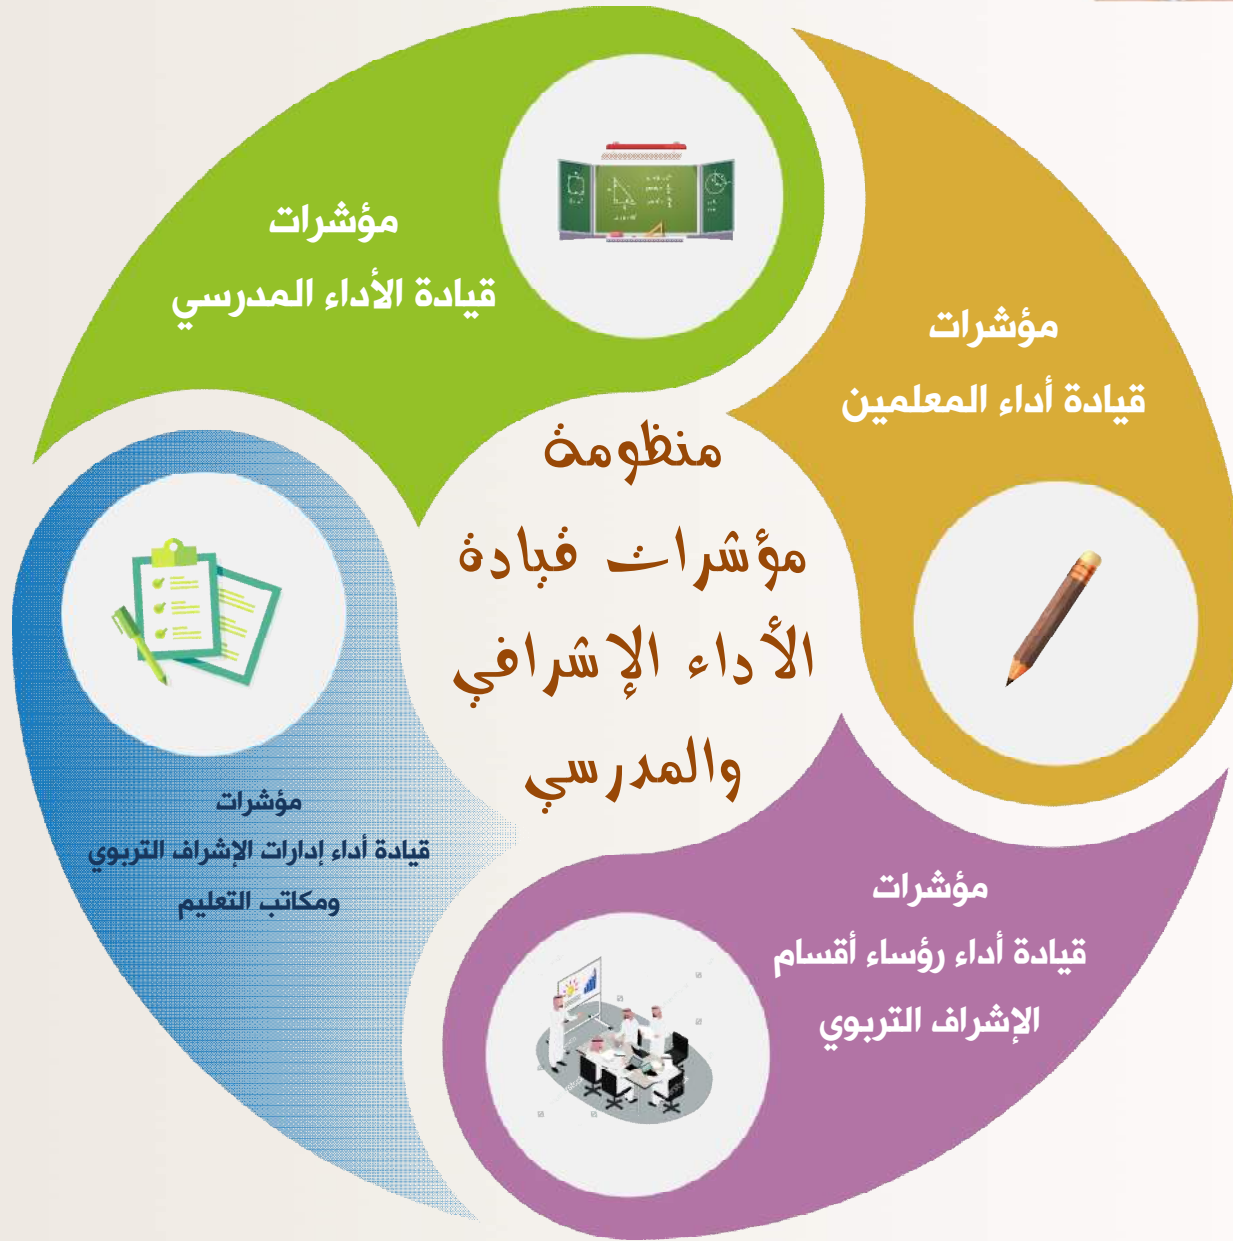 مؤشرات
قيادة الأداء المدرسي
مؤشرات
قيادة أداء المعلمين
منظومة
مؤشرات قيادة
الأداء الإشرافي
والمدرسي
مؤشرات
قيادة أداء إدارات الإشراف التربوي
ومكاتب التعليم
مؤشرات
قيادة أداء رؤساء أقسام
الإشراف التربوي